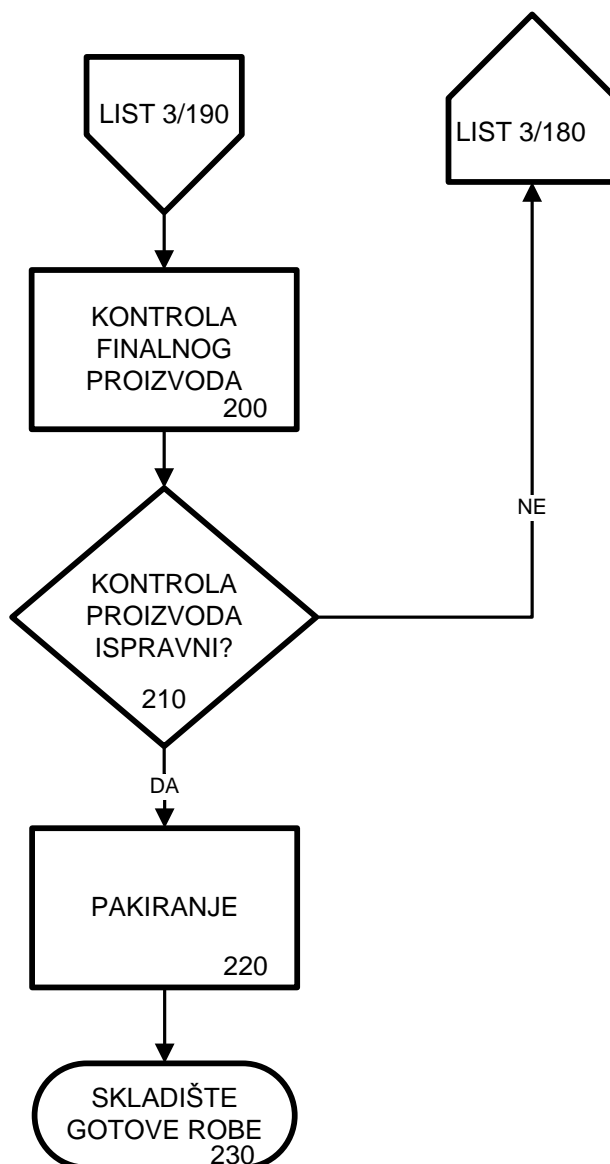 LIST 3/190
LIST 3/180
KONTROLA
FINALNOG
PROIZVODA
200
NE
KONTROLA
PROIZVODA
ISPRAVNI?
210
DA
PAKIRANJE
220
SKLADIŠTE
GOTOVE ROBE
230